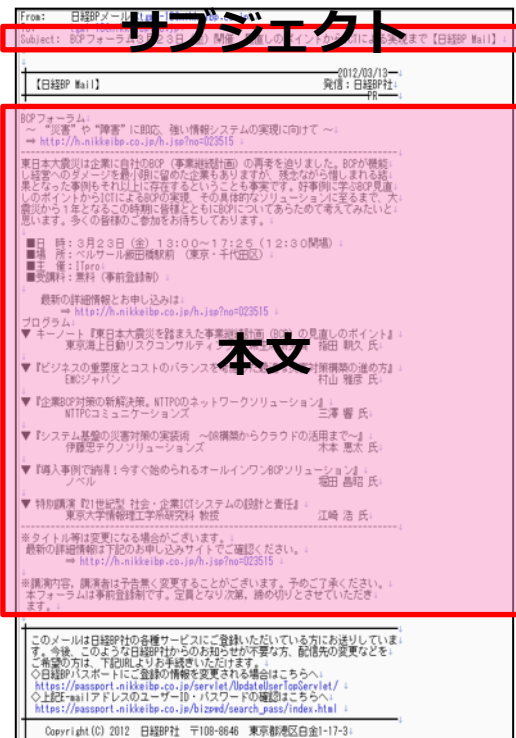 From: 日経BPメール
サブジェクト
Subject: BCPフォーラム3月23日 開催 見直しのポイントからICTによる実現まで【日経BP Mail】
2012/03/13
【日経BP Mail】 発信：日経BP社
PR
BCPフォーラム
～ “災害”や“障害”に即応、強い情報システムの実現に向けて ～
⇒ http://h.nikkeibp.co.jp/h.jsp?no=023515
東日本大震災は企業に自社のBCP（事業継続計画）の再考を迫りました。BCPが機能
し経営へのダメージを最小限に留めた企業もありますが、残念ながら惜しまれる結
果となった事例もそれ以上に存在するということも事実です。好事例に学ぶBCP見直
しのポイントからICTによるBCPの実現、その具体的なソリューションに至るまで、大
震災から１年となるこの時期に皆様とともにBCPについてあらためて考えてみたいと
思います。多くの皆様のご参加をお待ちしております。
■日 時：３月２３日（金）１３：００～１７：２５（１２：３０開場）
■場 所：ベルサール飯田橋駅前 （東京・千代田区）
■主 催：ITpro
■受講料：無料（事前登録制）
最新の詳細情報とお申し込みは
⇒ http://h.nikkeibp.co.jp/h.jsp?no=023515
プログラム
▼ キーノート『東日本大震災を踏まえた事業継続計画（BCP）の見直しのポイント』
東京海上日動リスクコンサルティング 指田 朝久 氏
本文
▼『ビジネスの重要度とコストのバランスを 対策構築の進め方』
EMCジャパン 村山 雅彦 氏
▼『企業BCP対策の新解決策。NTTPCのネットワークソリューション』
NTTPCコミュニケーションズ 三澤 響 氏
▼『システム基盤の災害対策の実装術 ～DR構築からクラウドの活用まで～』
伊藤忠テクノソリューションズ 木本 恵太 氏
▼『導入事例で納得！今すぐ始められるオールインワンBCPソリューション』
ノベル 堀田 昌昭 氏
▼ 特別講演『21世紀型 社会・企業ICTシステムの設計と責任』
東京大学情報理工学系研究科 教授 江崎 浩 氏
※タイトル等は変更になる場合がございます。
最新の詳細情報は下記のお申し込みサイトでご確認ください。
⇒ http://h.nikkeibp.co.jp/h.jsp?no=023515
※講演内容、講演者は予告無く変更することがございます。予めご了承ください。
本フォーラムは事前登録制です。定員となり次第、締め切りとさせていただき
ます。
このメールは日経BP社の各種サービスにご登録いただいている方にお送りしていま
す。今後、このような日経BP社からのお知らせが不要な方、配信先の変更などを
ご希望の方は、下記URLよりお手続きいただけます。
◇日経BPパスポートにご登録の情報を変更される場合はこちらへ
https://passport.nikkeibp.co.jp/servlet/UpdateUserTopServlet/
◇上記E-mailアドレスのユーザーID・パスワードの確認はこちらへ
https://passport.nikkeibp.co.jp/bizpwd/search_pass/index.html
Copyright(C) 2012 日経BP社 〒108-8646 東京都港区白金1-17-3